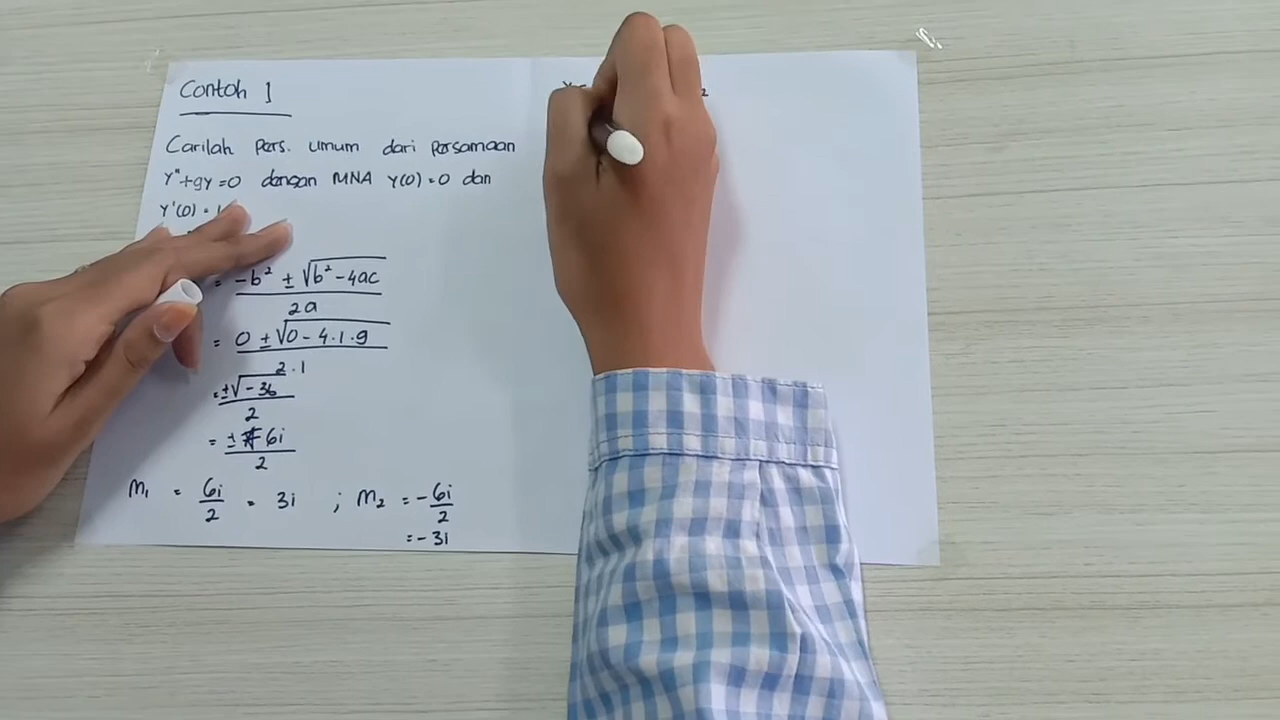 Contoh 1
Carilah Pers. umum dari Persamaan
y"+9y=0 dengan MNA y(0)=0 dan
y'(0) =
= -b² ± √b² - 4ac
2a
= 0 ± √0 - 4.1.9
2.1
= ±√-36
2
= ± 6i
2
M₁ = 6i/2 = 3i ; M₂ = -6i/2
= -3i